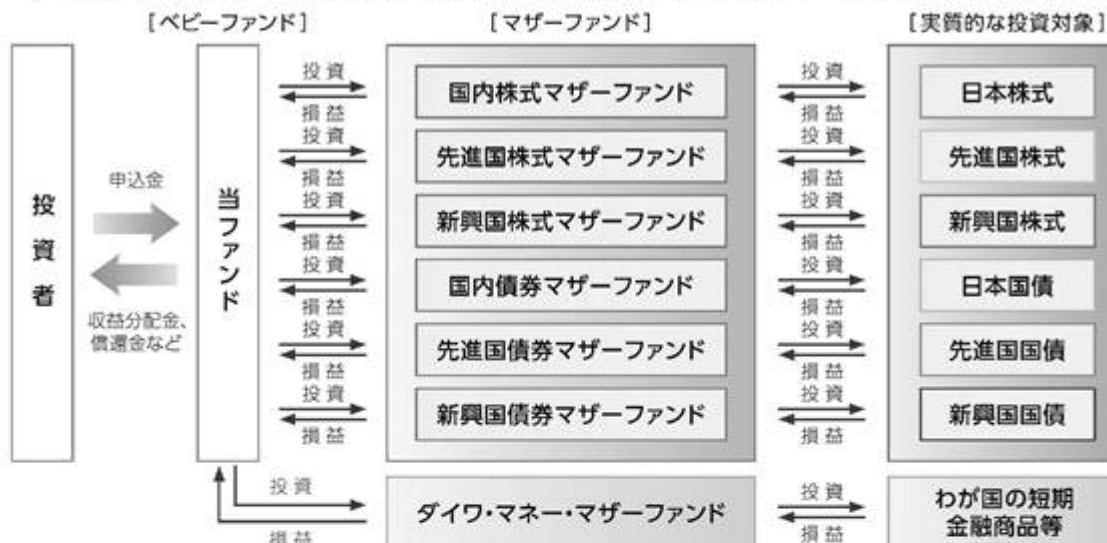 [ベビーファンド]
[マザーファンド]
[実質的な投資対象]
投資者
申込金
収益分配金、
償還金など
当ファンド
投資
損益
投資
損益
投資
損益
投資
損益
投資
損益
投資
損益
国内株式マザーファンド
先進国株式マザーファンド
新興国株式マザーファンド
国内債券マザーファンド
先進国債券マザーファンド
新興国債券マザーファンド
投資
損益
投資
損益
投資
損益
投資
損益
投資
損益
投資
損益
日本株式
先進国株式
新興国株式
日本国債
先進国国債
新興国国債
投資
損益
ダイワ・マネー・マザーファンド
投資
損益
わが国の短期
金融商品等